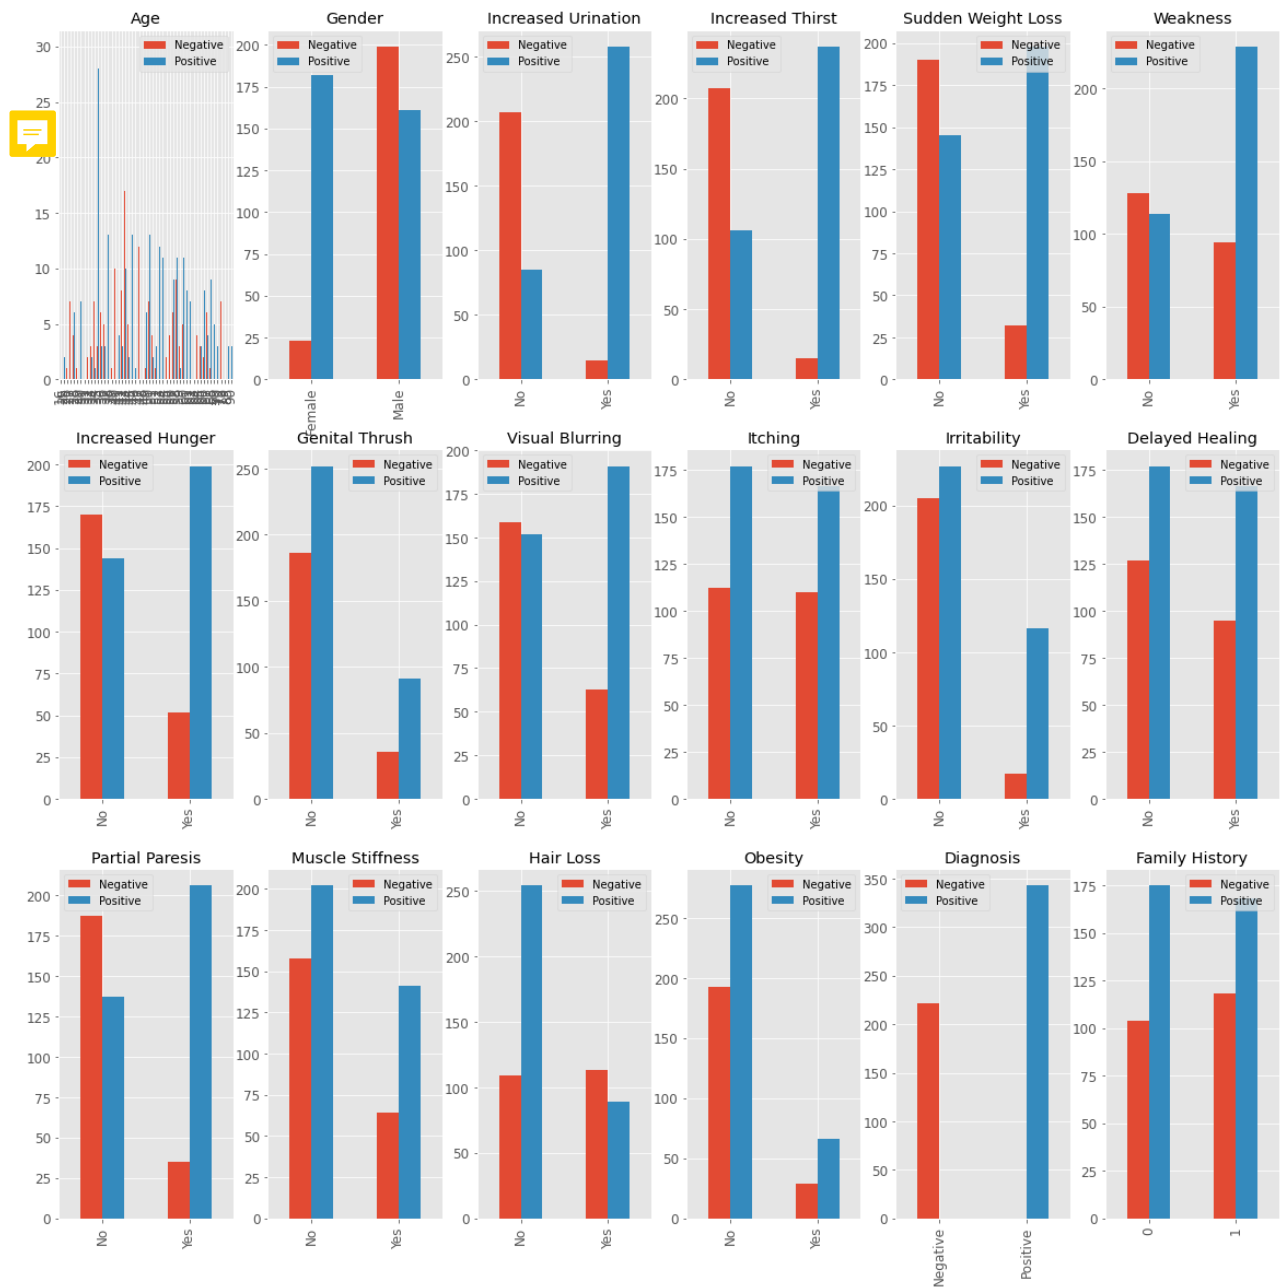 Age
30
25
20
15
10
5
0
Negative
Positive
Gender
200
175
150
125
100
75
50
25
0
Negative
Positive
Female
Male
Increased Urination
250
200
150
100
50
0
Negative
Positive
No
Yes
Increased Thirst
200
150
100
50
0
Negative
Positive
No
Yes
Sudden Weight Loss
200
175
150
125
100
75
50
25
0
Negative
Positive
No
Yes
Weakness
200
150
100
50
0
Negative
Positive
No
Yes
Increased Hunger
200
175
150
125
100
75
50
25
0
Negative
Positive
No
Yes
Genital Thrush
250
200
150
100
50
0
Negative
Positive
No
Yes
Visual Blurring
200
175
150
125
100
75
50
25
0
Negative
Positive
No
Yes
Itching
175
150
125
100
75
50
25
0
Negative
Positive
No
Yes
Irritability
200
150
100
50
0
Negative
Positive
No
Yes
Delayed Healing
175
150
125
100
75
50
25
0
Negative
Positive
No
Yes
Partial Paresis
200
175
150
125
100
75
50
25
0
Negative
Positive
No
Yes
Muscle Stiffness
200
175
150
125
100
75
50
25
0
Negative
Positive
No
Yes
Hair Loss
250
200
150
100
50
0
Negative
Positive
No
Yes
Obesity
250
200
150
100
50
0
Negative
Positive
No
Yes
Diagnosis
350
300
250
200
150
100
50
0
Negative
Positive
Negative
Positive
Family History
175
150
125
100
75
50
25
0
Negative
Positive
0
1